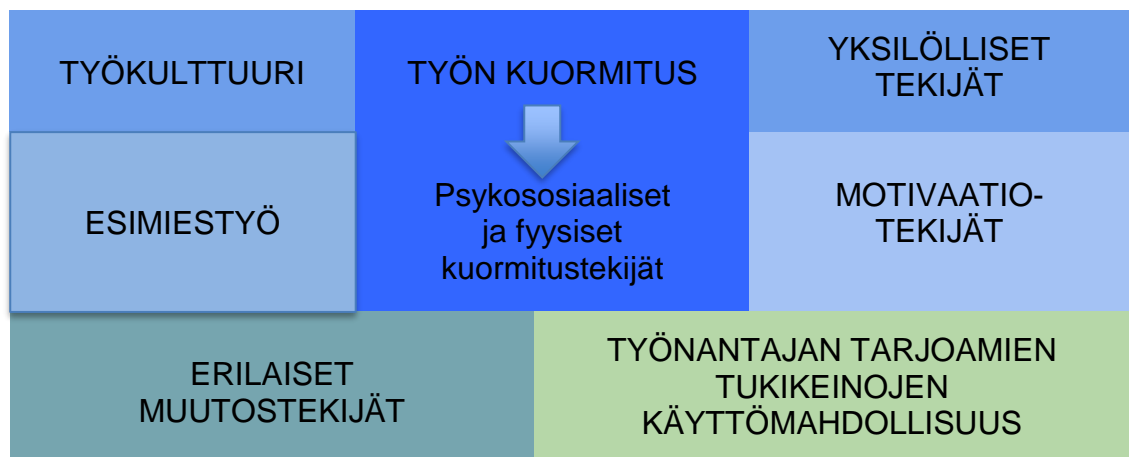 TYÖKULTTUURI
TYÖN KUORMITUS
Psykososiaaliset
ja fyysiset
kuormitustekijät
YKSILÖLLISET
TEKIJÄT
ESIMIESTYÖ
MOTIVAATIO-
TEKIJÄT
ERILAISET
MUUTOSTEKIJÄT
TYÖNANTAJAN TARJOAMIEN
TUKIKEINOJEN
KÄYTTÖMAHDOLLISUUS